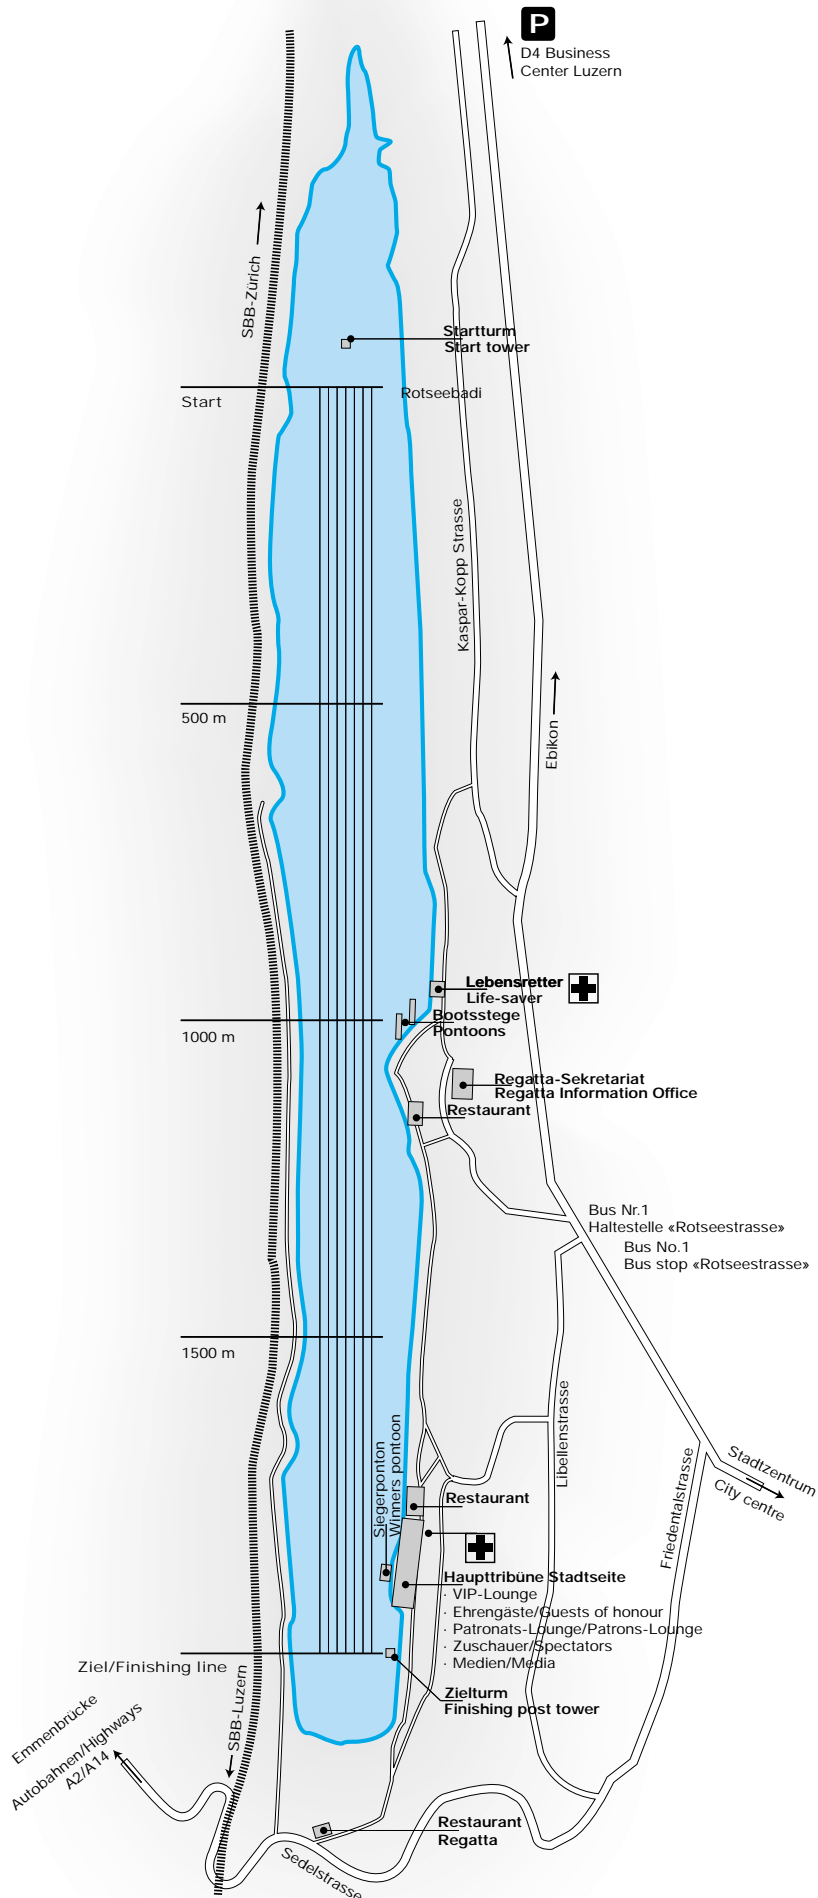 P
D4 Business
Center Luzern
SBB-Zürich
Startturm
Start tower
Start
Rotseebadi
Kaspar-Kopp Strasse
500 m
Ebikon
Lebensretter
Life-saver
Bootsstege
Pontoons
1000 m
Regatta-Sekretariat
Regatta Information Office
Restaurant
Bus Nr.1
Haltestelle «Rotseestrasse»
Bus No.1
Bus stop «Rotseestrasse»
1500 m
Libellenstrasse
Siegerponton
Winners pontoon
Friedentalstrasse
Stadtzentrum
City centre
Restaurant
Haupttribüne Stadtseite
· VIP-Lounge
· Ehrengäste/Guests of honour
· Patronats-Lounge/Patrons-Lounge
· Zuschauer/Spectators
· Medien/Media
Ziel/Finishing line
Zielturm
Finishing post tower
SBB-Luzern
Emmenbrücke
Autobahnen/Highways
A2/A14
Restaurant
Regatta
Sedelstrasse